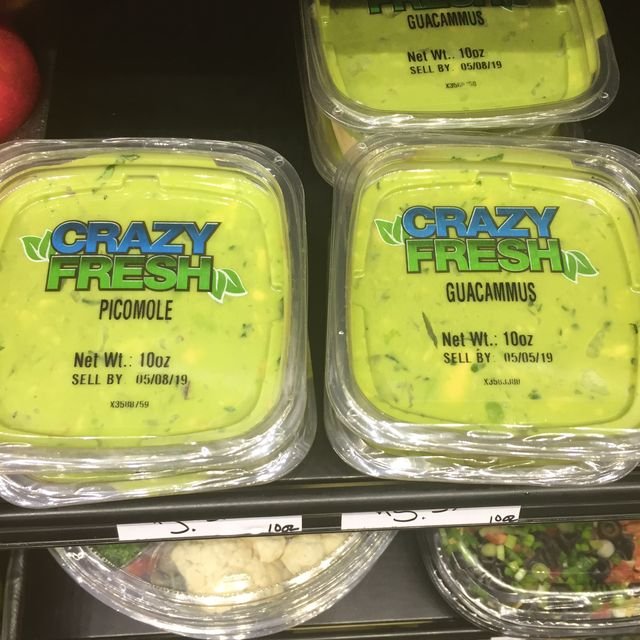 GUACAMMUS
Net Wt.: 10oz
SELL BY 05/08/19
CRAZY
FRESH
PICOMOLE
Net Wt.: 10oz
SELL BY 05/08/19
X3508759
CRAZY
FRESH
GUACAMMUS
Net Wt.: 10oz
SELL BY: 05/05/19
10oz
10oz